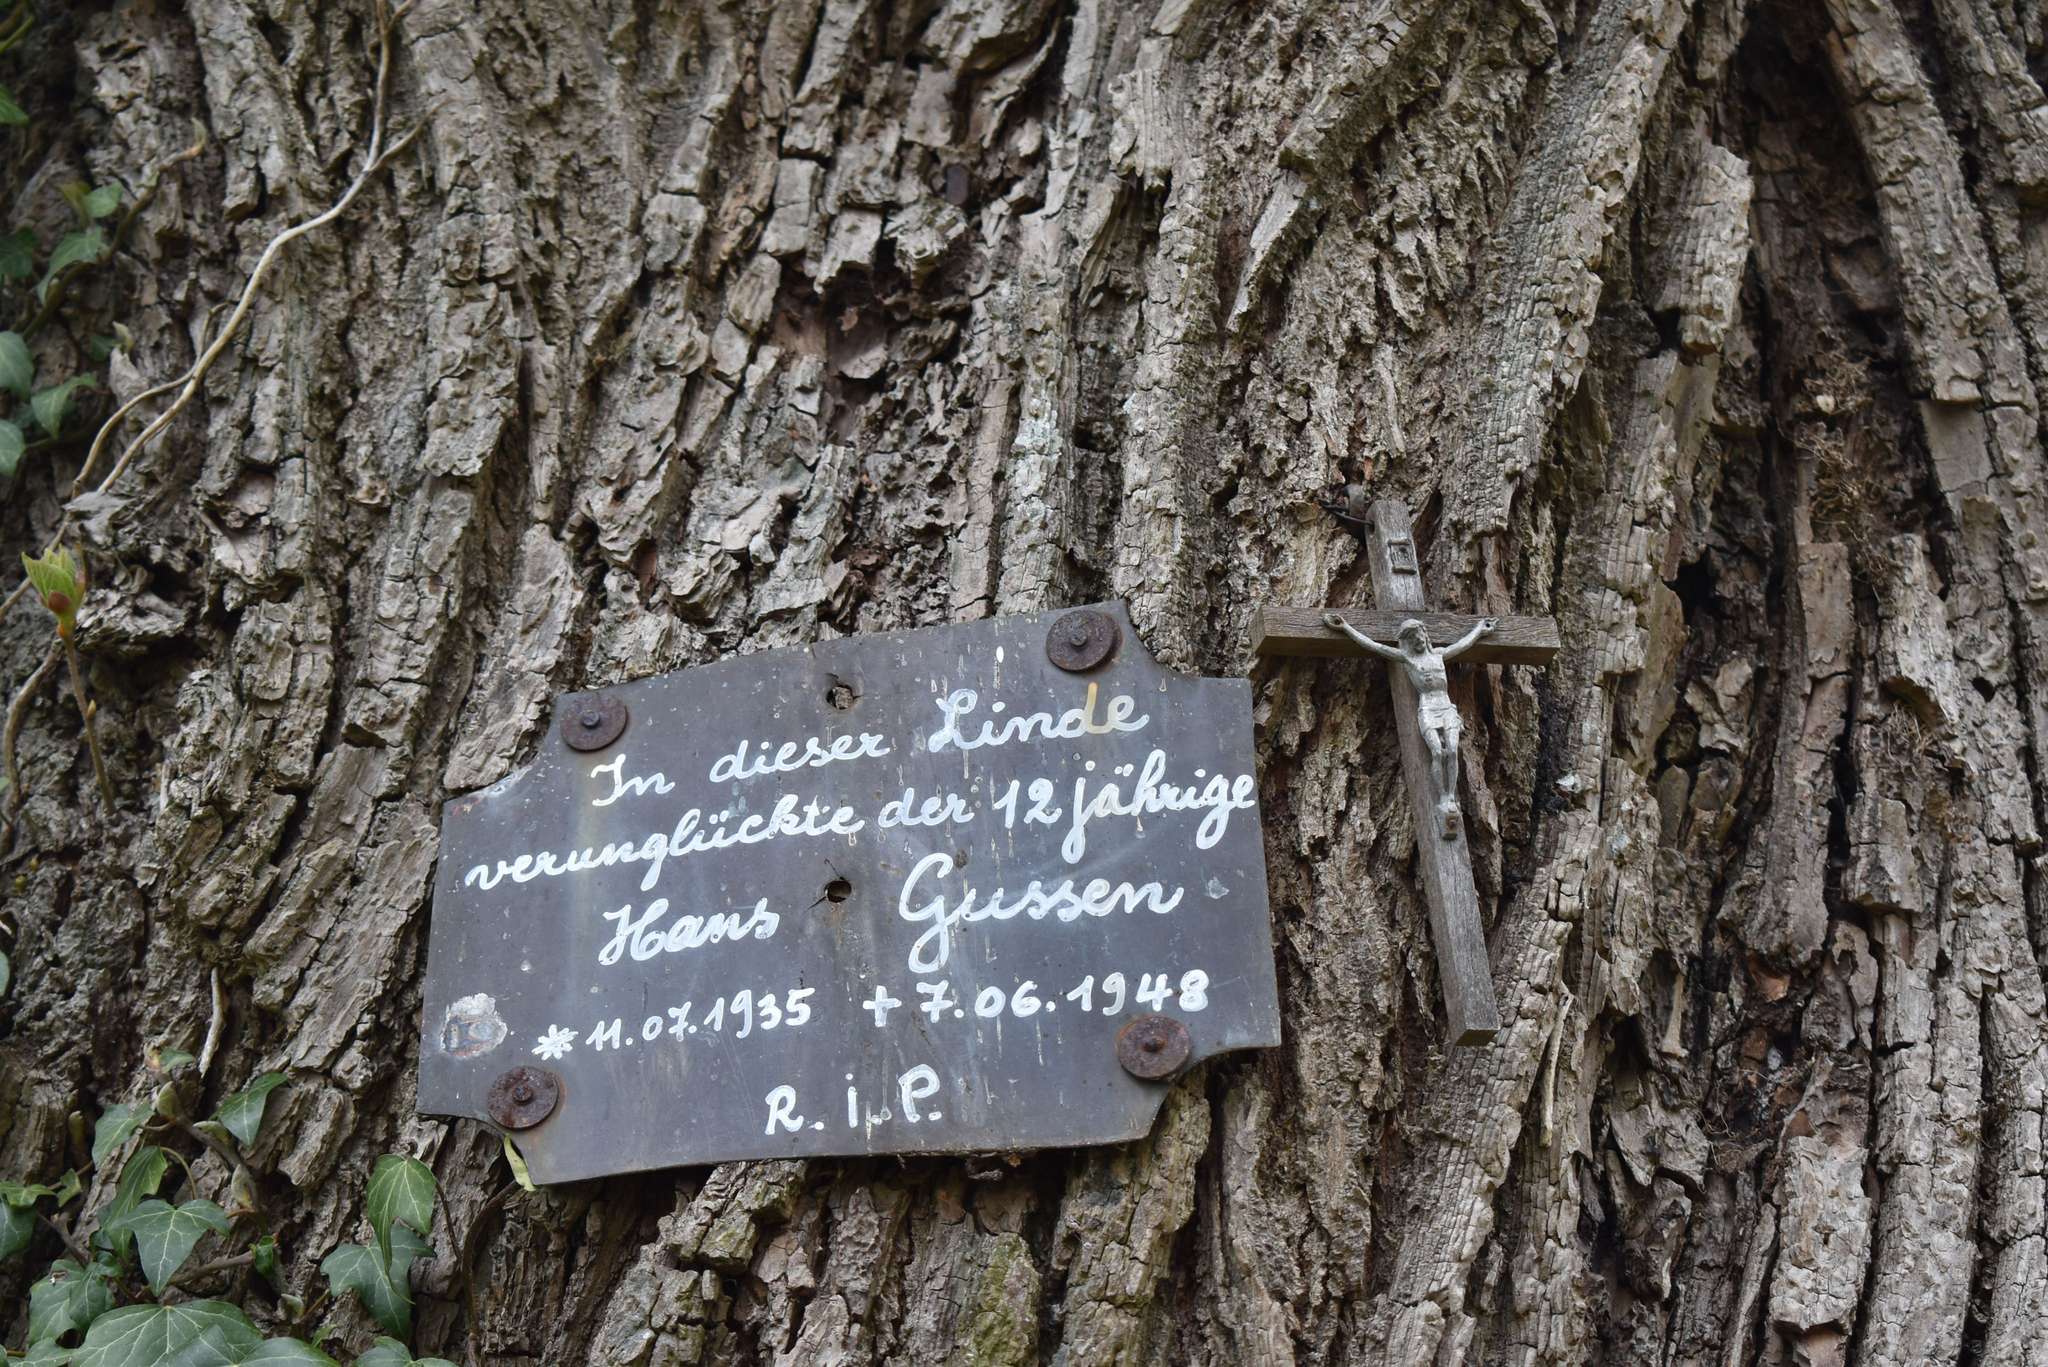 In dieser Linde
verunglückte der 12 jährige
Hans Gussen
* 11.07.1935 + 7.06.1948
R. i. P.